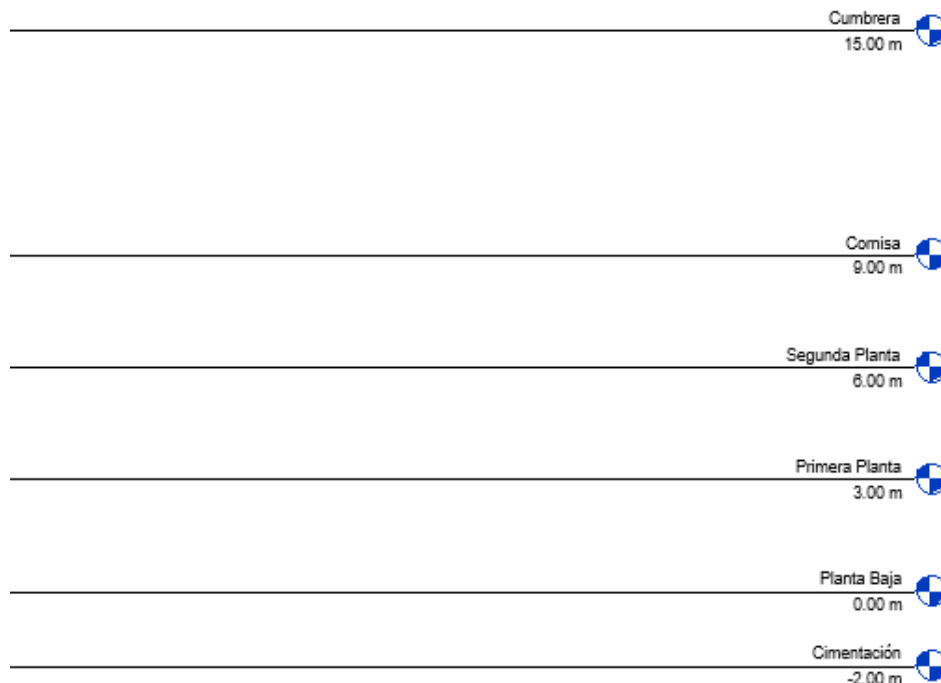 Cumbrera
15.00 m
Cornisa
9.00 m
Segunda Planta
6.00 m
Primera Planta
3.00 m
Planta Baja
0.00 m
Cimentación
-2.00 m